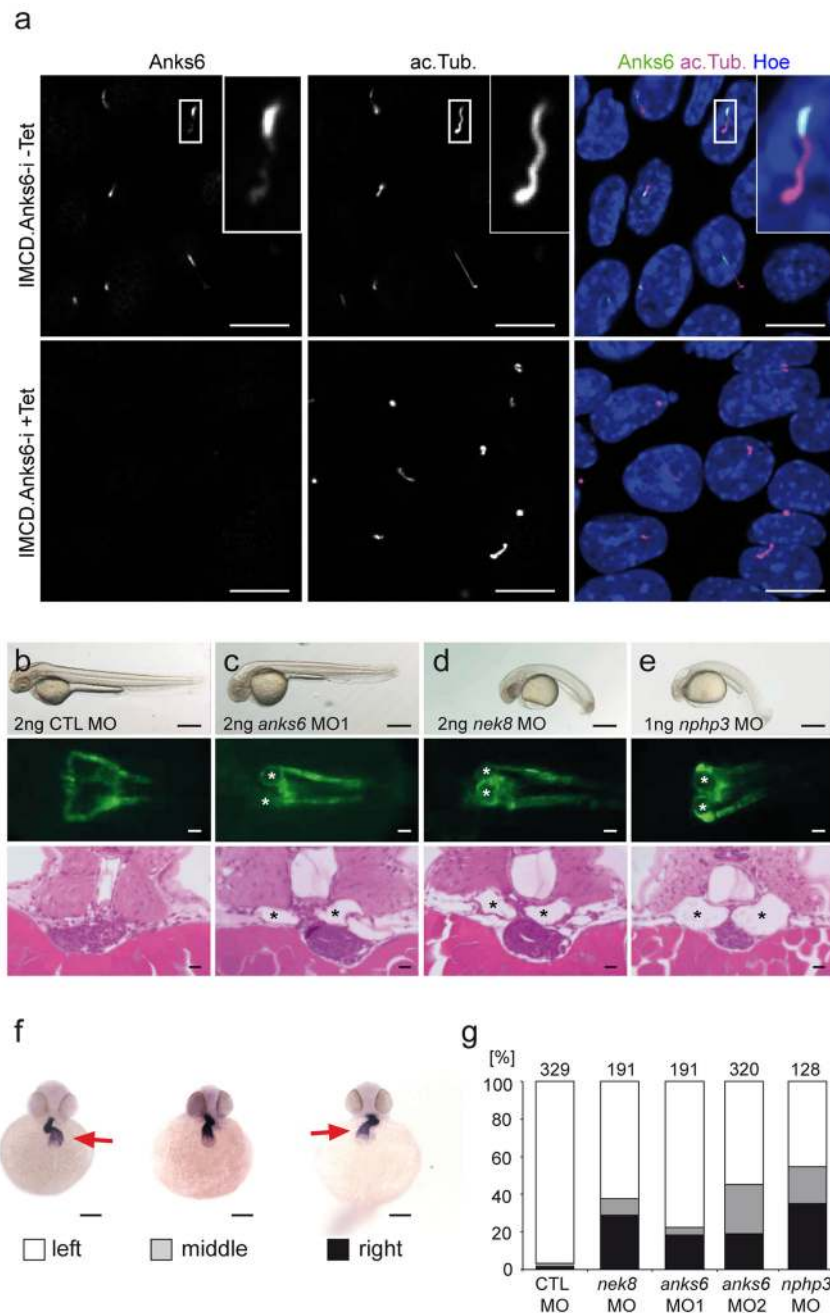 a
Anks6
ac.Tub.
Anks6 ac.Tub. Hoe
IMCD.Anks6-i -Tet
IMCD.Anks6-i +Tet
b
2ng CTL MO
c
2ng anks6 MO1
d
2ng nek8 MO
e
1ng nphp3 MO
* *
* *
* *
* *
* *
* *
f
left
middle
right
g
[%]
329 191 191 320 128
100
80
60
40
20
0
CTL MO
nek8 MO
anks6 MO1
anks6 MO2
nphp3 MO